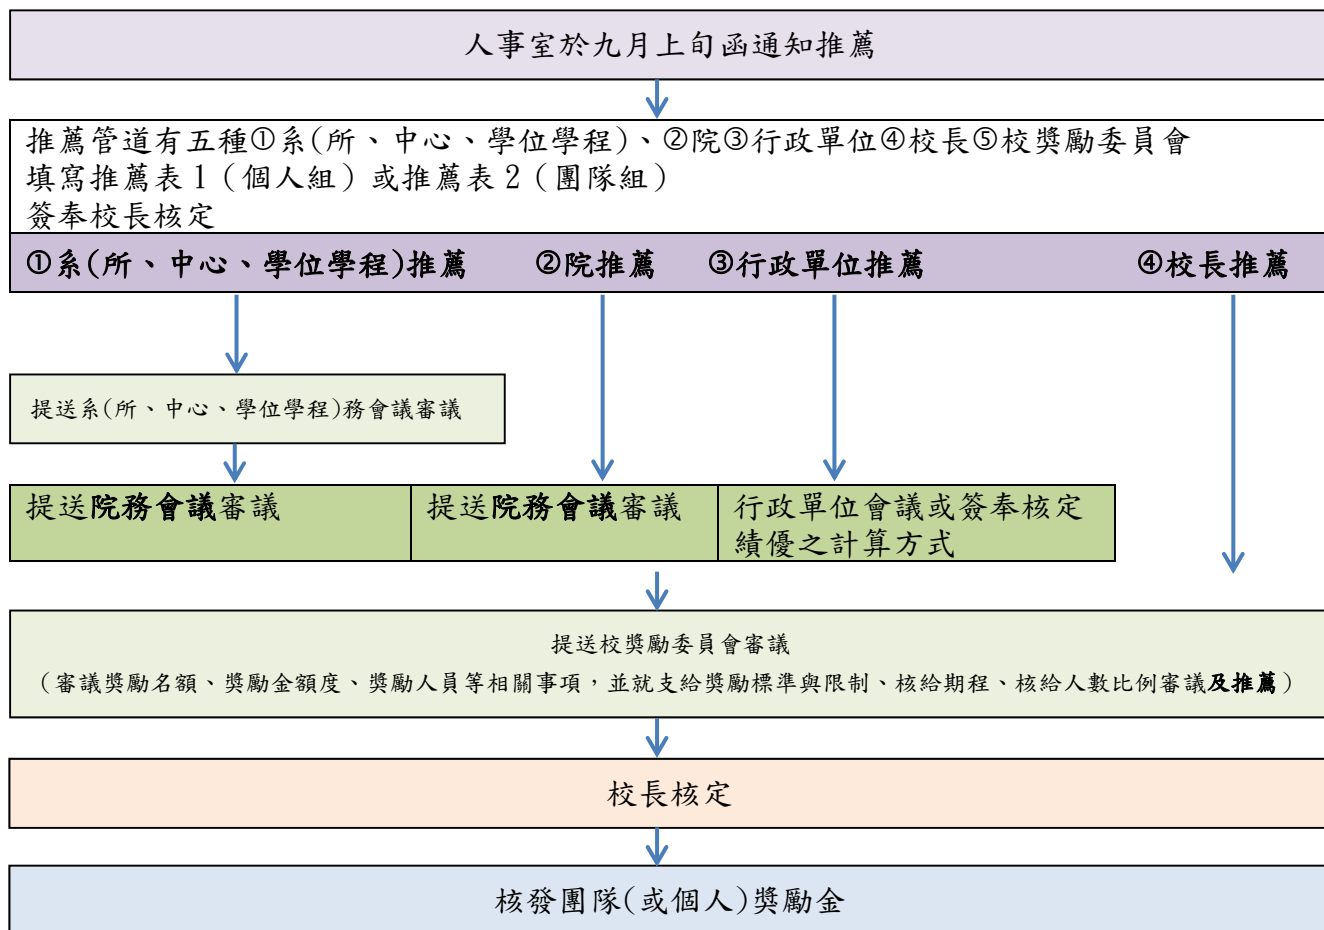 人事室於九月上旬函通知推薦
推薦管道有五種①系(所、中心、學位學程)、②院③行政單位④校長⑤校獎勵委員會
填寫推薦表 1（個人組）或推薦表 2（團隊組）
簽奉校長核定
①系(所、中心、學位學程)推薦 ②院推薦 ③行政單位推薦 ④校長推薦
提送系(所、中心、學位學程)務會議審議
提送院務會議審議
提送院務會議審議
行政單位會議或簽奉核定
績優之計算方式
提送校獎勵委員會審議
（審議獎勵名額、獎勵金額度、獎勵人員等相關事項，並就支給獎勵標準與限制、核給期程、核給人數比例審議及推薦）
校長核定
核發團隊(或個人)獎勵金